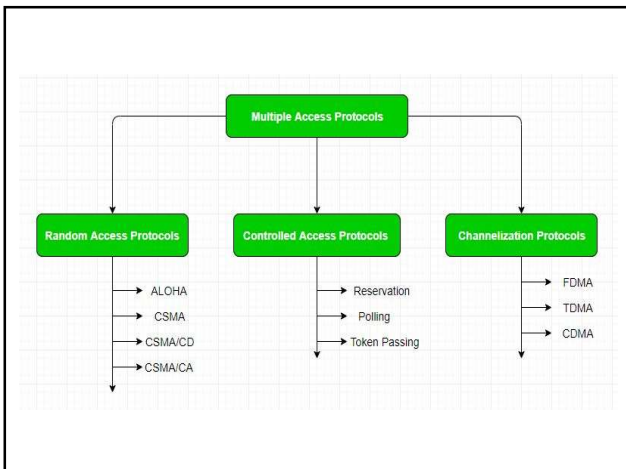 Multiple Access Protocols
Random Access Protocols
ALOHA
CSMA
CSMA/CD
CSMA/CA
Controlled Access Protocols
Reservation
Polling
Token Passing
Channelization Protocols
FDMA
TDMA
CDMA